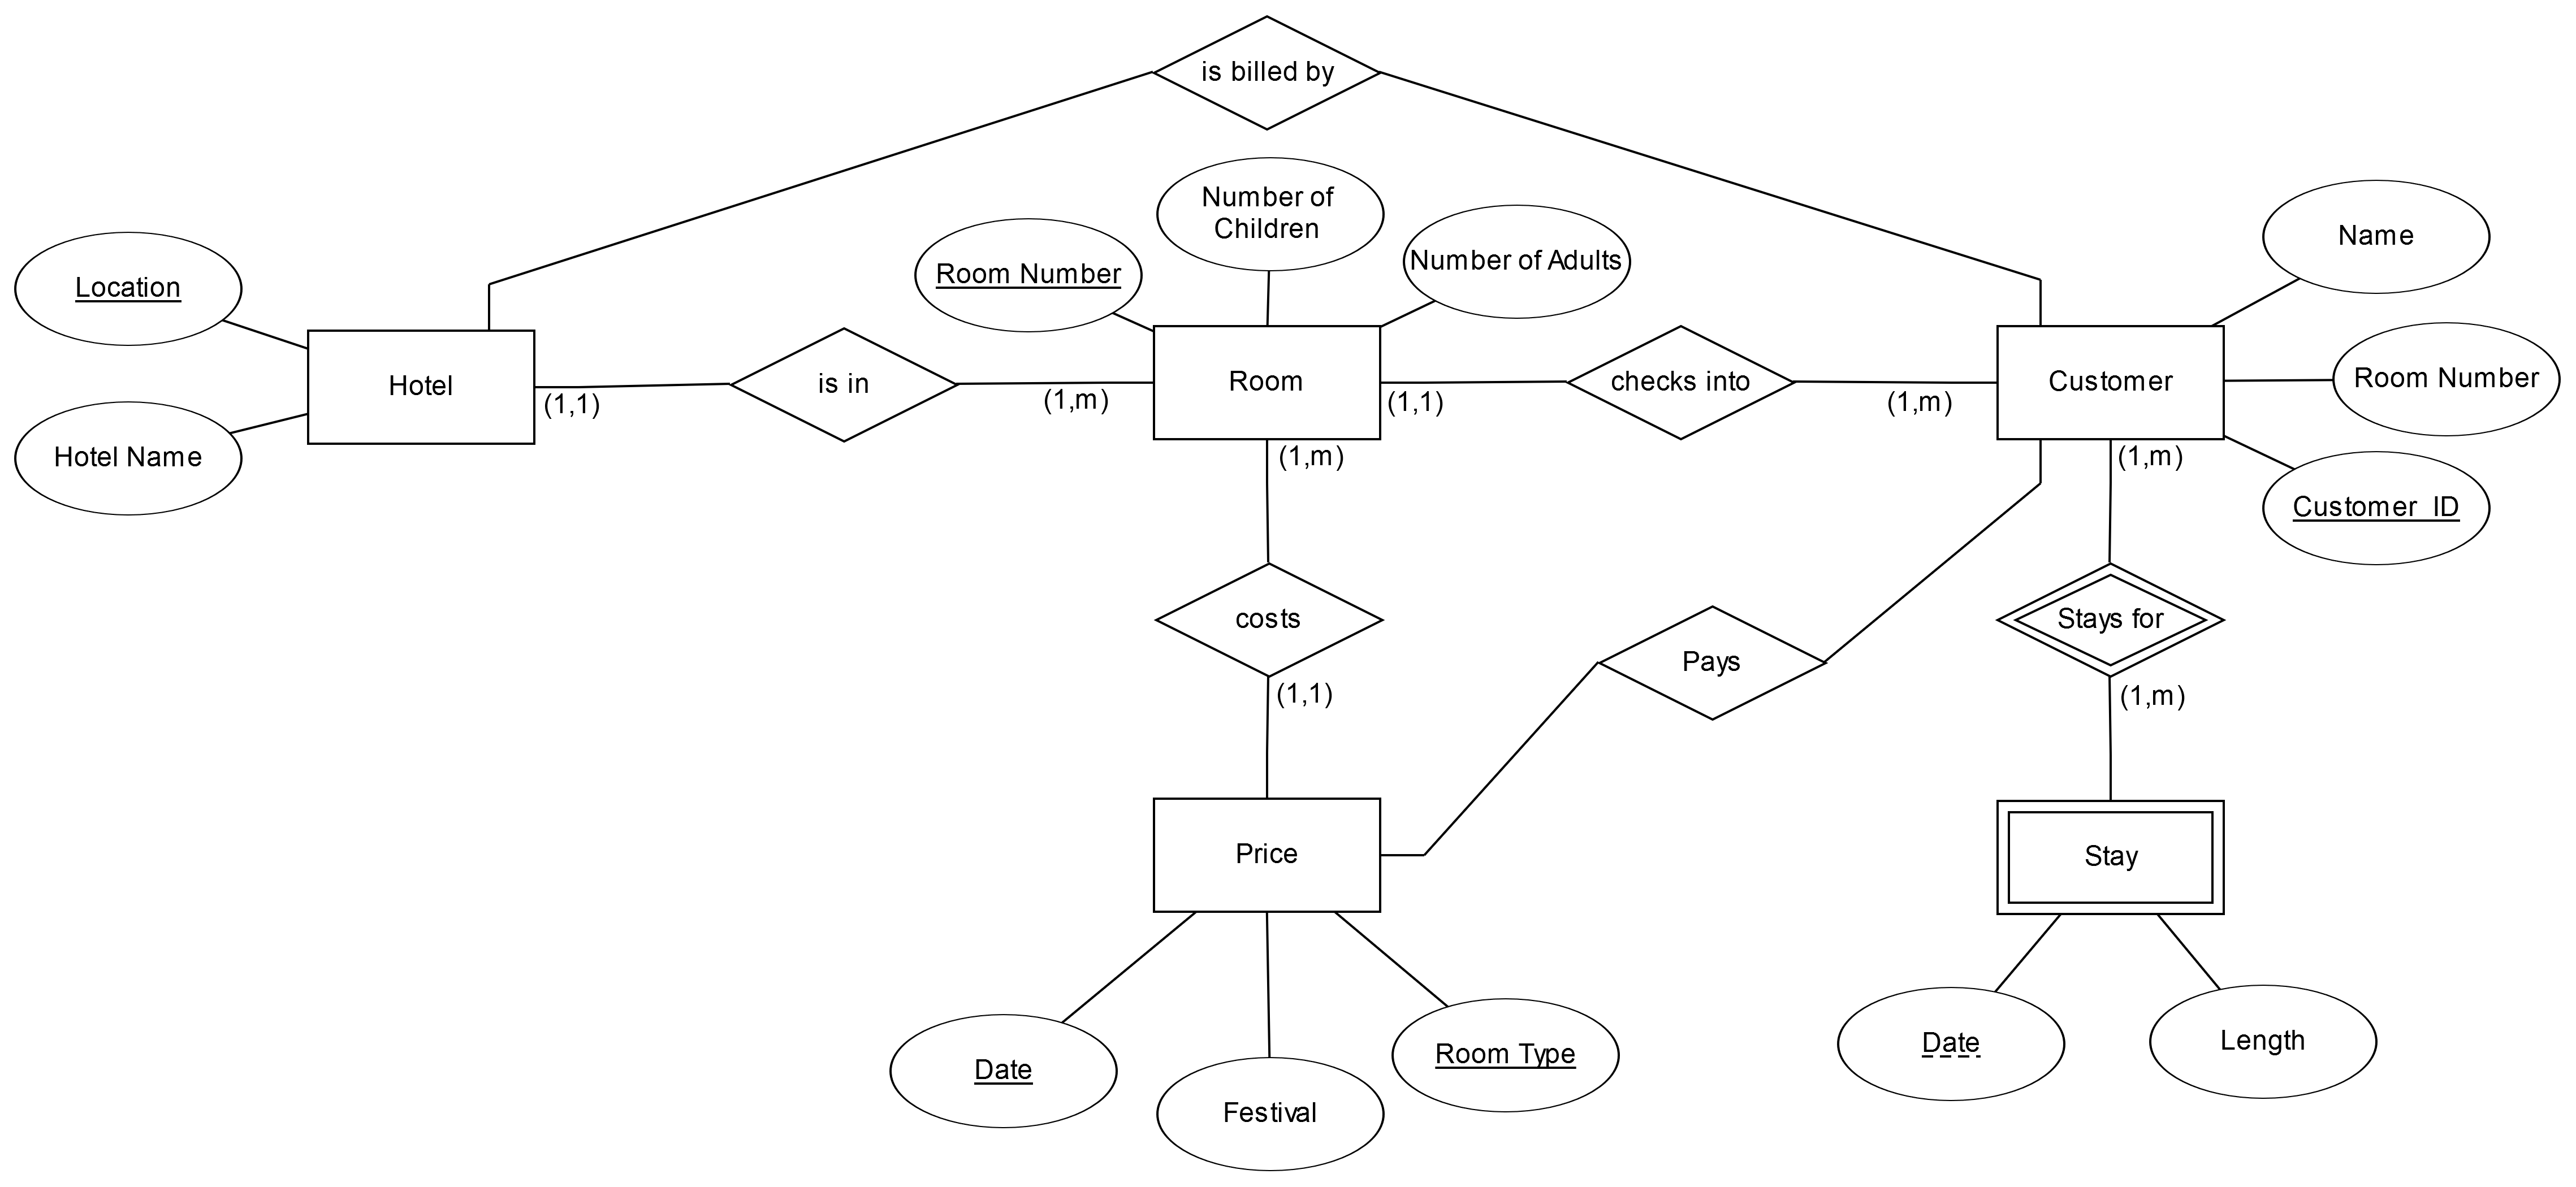 is billed by
Number of
Children
Name
Room Number
Number of Adults
Location
Hotel
is in
Room
checks into
Customer
Room Number
(1,1)
(1,m)
(1,1)
(1,m)
Hotel Name
(1,m)
(1,m)
Customer  ID
costs
Pays
Stays for
(1,1)
(1,m)
Price
Stay
Date
Festival
Room Type
Date
Length